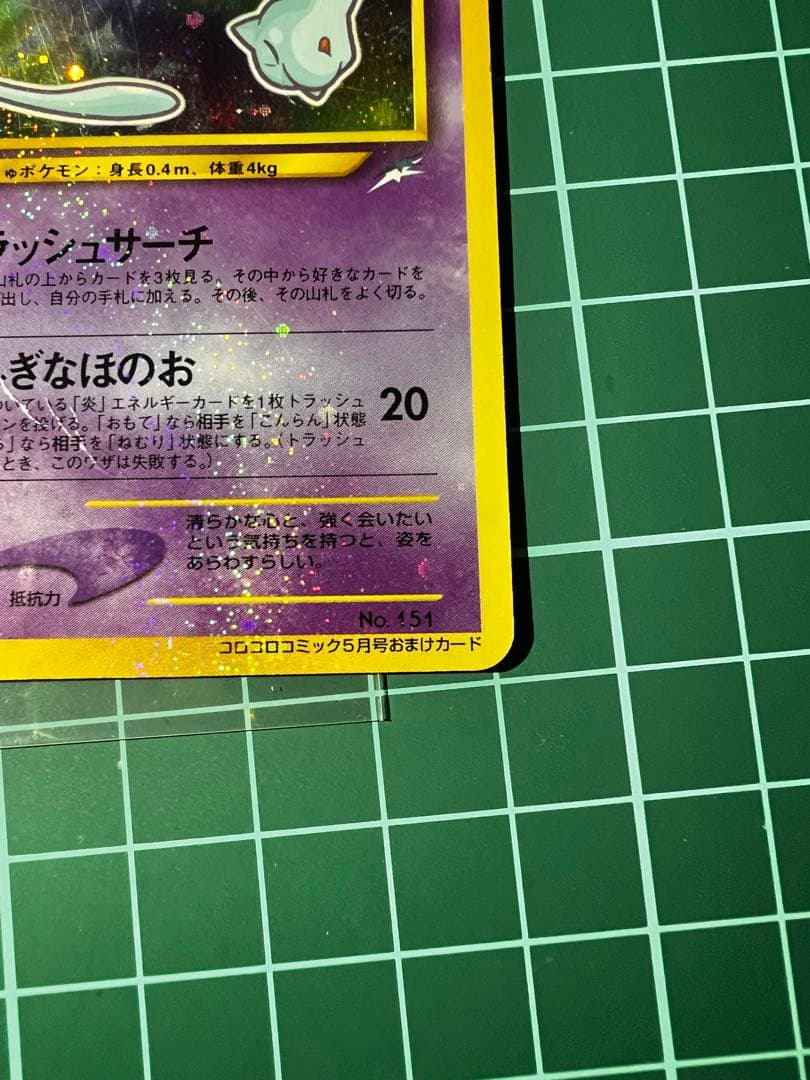 ゅポケモン：身長0.4m、体重4kg
ラッシュサーチ
山札の上からカードを3枚見る。その中から好きなカードを
出し、自分の手札に加える。その後、その山札をよく切る。
ぎなほのお
ついている「炎」エネルギーカードを1枚トラッシュ
ンを投げる。「おもて」なら相手を「こんらん」状態
」なら相手を「ねむり」状態にする。（トラッシュ
とき、このワザは失敗する。）
20
清らかな心と、強く会いたい
という気持ちを持つと、姿を
あらわすらしい。
抵抗力
No. 151
コロコロコミック5月号おまけカード